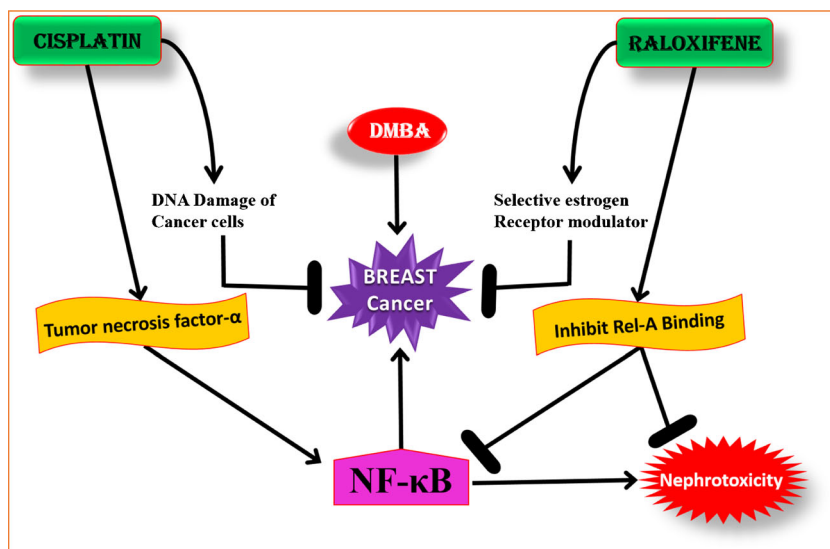 CISPLATIN
RALOXIFENE
DMBA
DNA Damage of
Cancer cells
Selective estrogen
Receptor modulator
BREAST
Cancer
Tumor necrosis factor-α
Inhibit Rel-A Binding
NF-κB
Nephrotoxicity